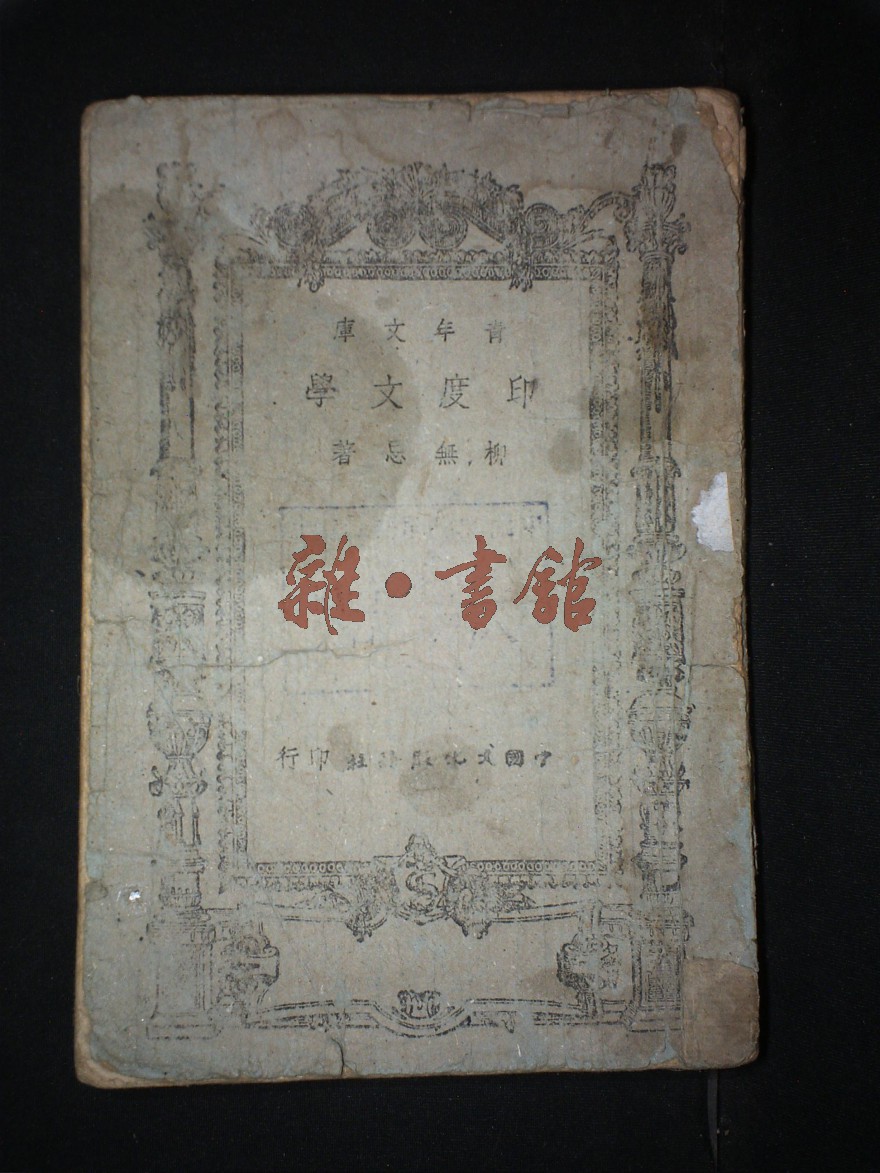 青年文庫
印度文學
柳無忌著
雜•書舘
中國文化服務社印行